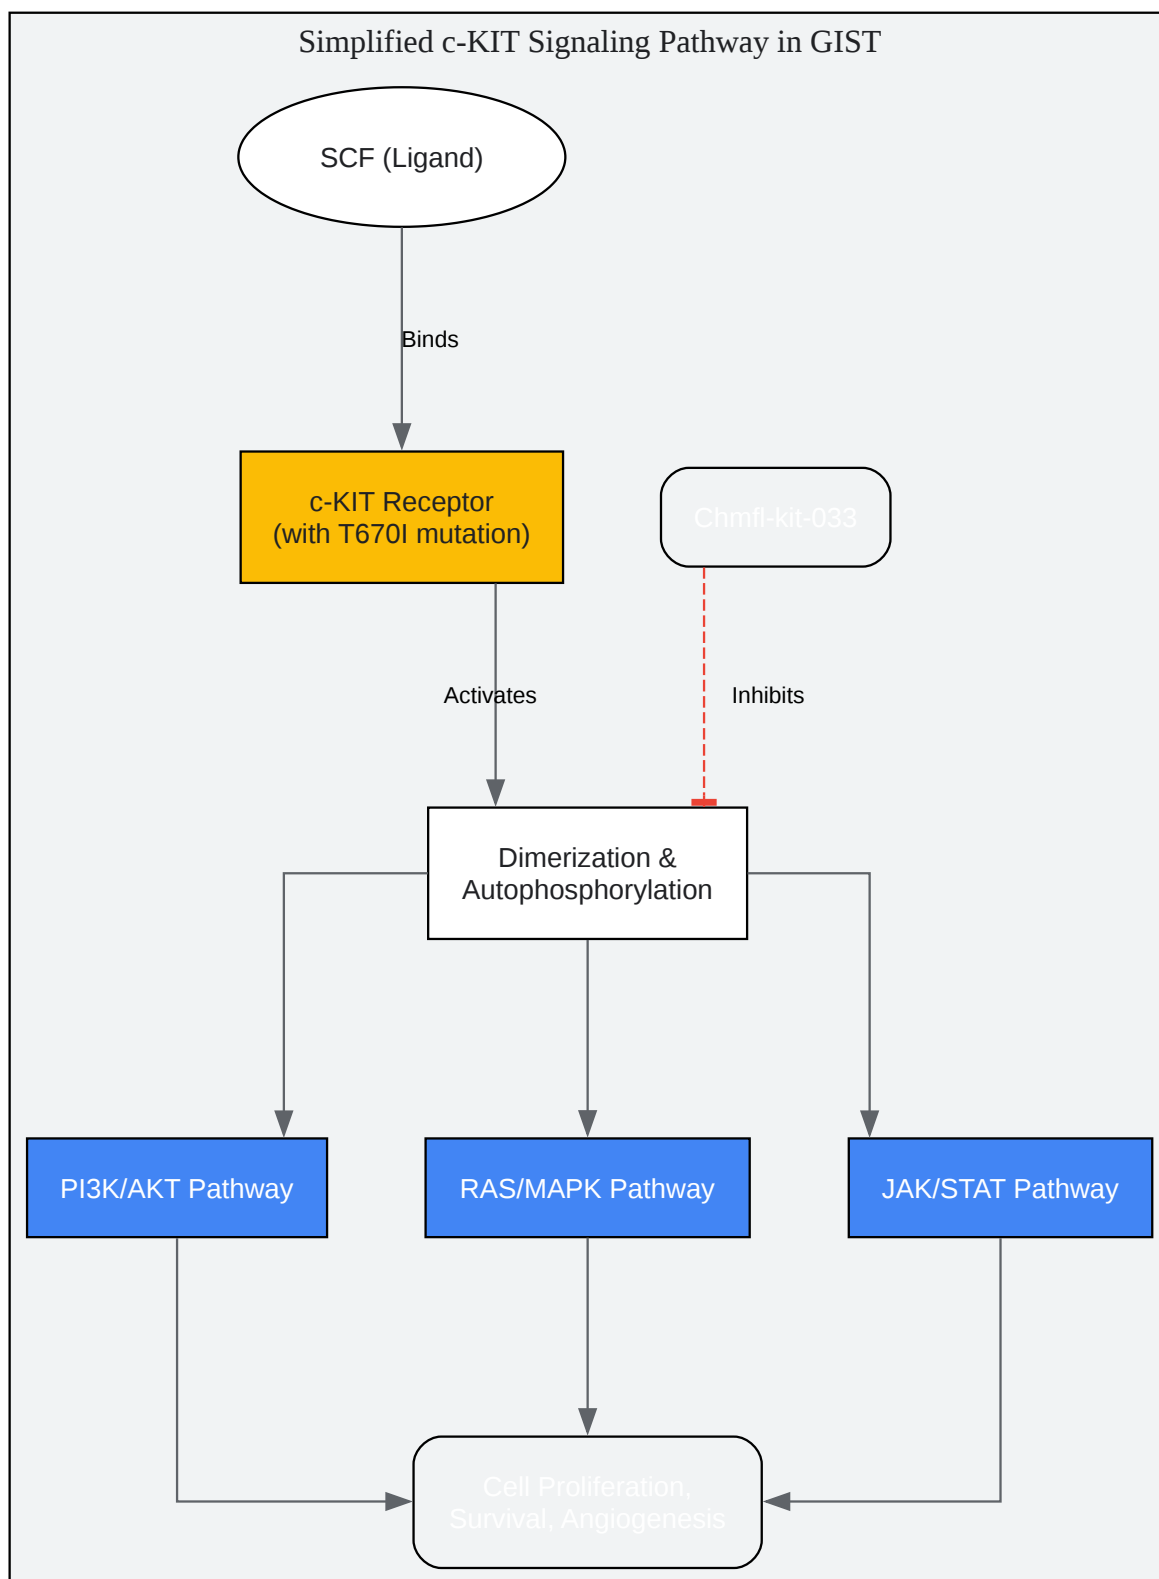 Simplified c-KIT Signaling Pathway in GIST
SCF (Ligand)
Binds
c-KIT Receptor
(with T670I mutation)
Chmfl-kit-033
Activates
Inhibits
Dimerization &
Autophosphorylation
PI3K/AKT Pathway
RAS/MAPK Pathway
JAK/STAT Pathway
Cell Proliferation,
Survival, Angiogenesis